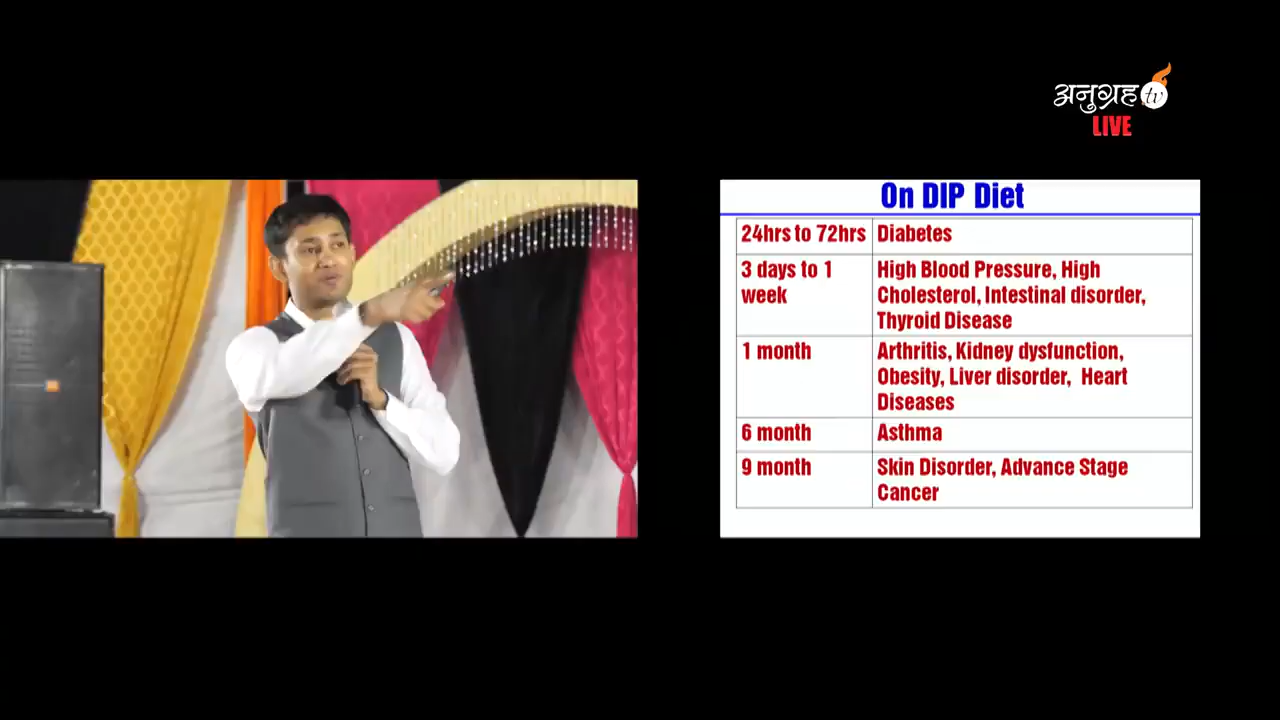 अनुग्रह tv
LIVE
On DIP Diet
24hrs to 72hrs Diabetes
3 days to 1 week High Blood Pressure, High Cholesterol, Intestinal disorder, Thyroid Disease
1 month Arthritis, Kidney dysfunction, Obesity, Liver disorder, Heart Diseases
6 month Asthma
9 month Skin Disorder, Advance Stage Cancer